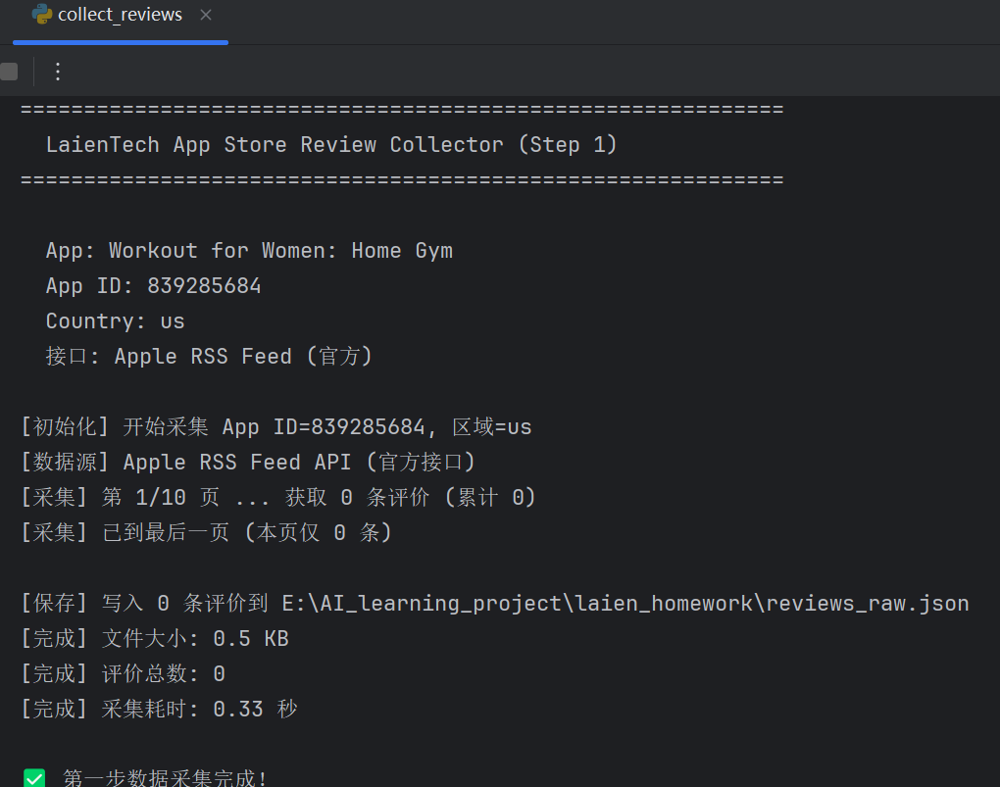 collect_reviews
============================================================
LaienTech App Store Review Collector (Step 1)
============================================================
App: Workout for Women: Home Gym
App ID: 839285684
Country: us
接口: Apple RSS Feed (官方)
[初始化] 开始采集 App ID=839285684, 区域=us
[数据源] Apple RSS Feed API (官方接口)
[采集] 第 1/10 页 ... 获取 0 条评价 (累计 0)
[采集] 已到最后一页 (本页仅 0 条)
[保存] 写入 0 条评价到 E:\AI_learning_project\laien_homework\reviews_raw.json
[完成] 文件大小: 0.5 KB
[完成] 评价总数: 0
[完成] 采集耗时: 0.33 秒
✅ 第一步数据采集完成!